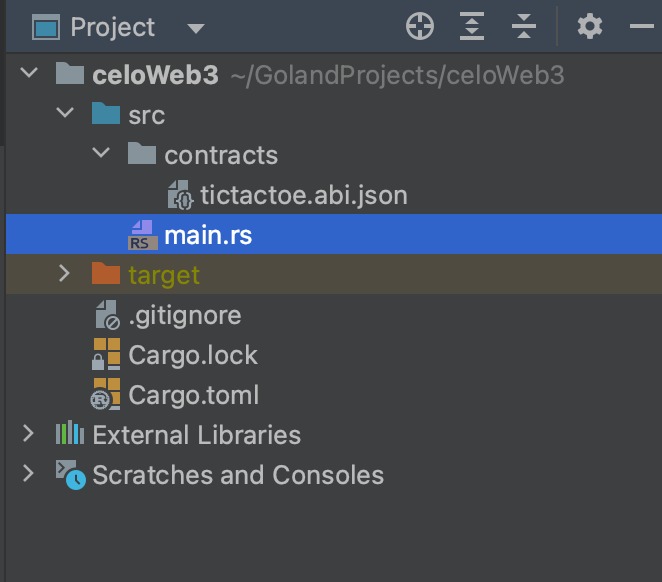 Project
celoWeb3 ~/GolandProjects/celoWeb3
src
contracts
tictactoe.abi.json
RS main.rs
target
.gitignore
Cargo.lock
R Cargo.toml
External Libraries
Scratches and Consoles